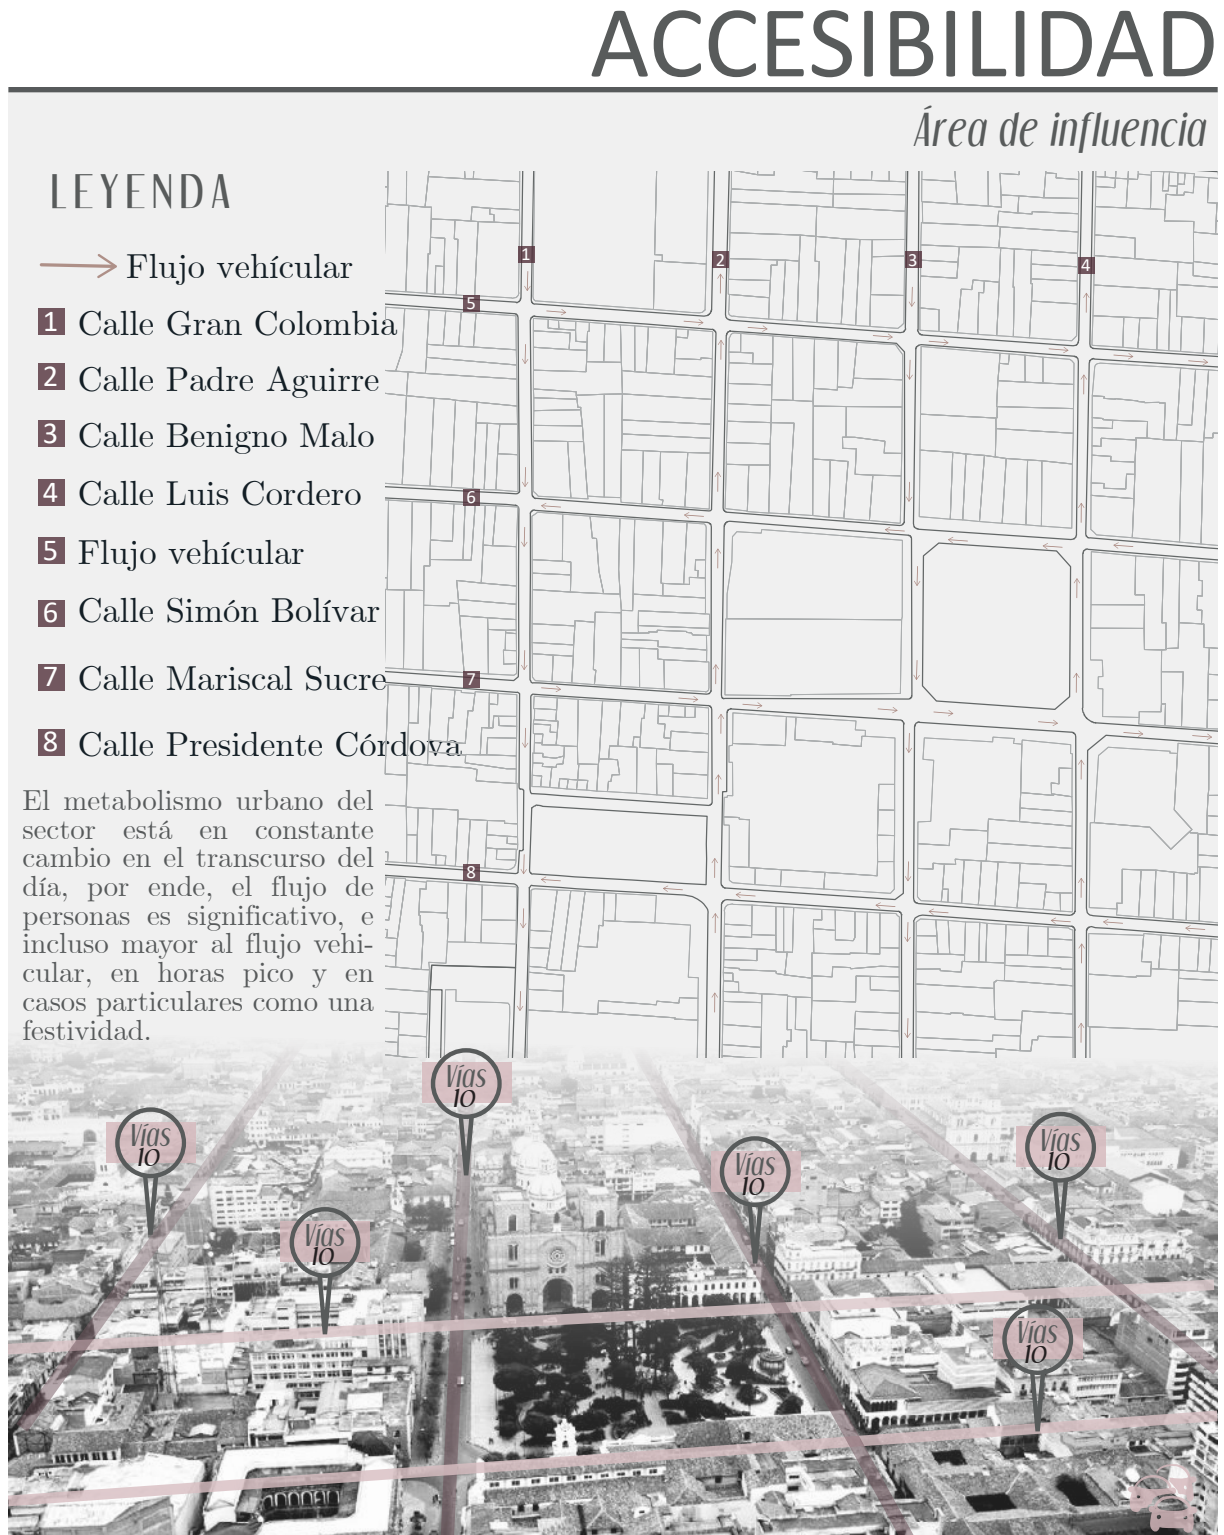 ACCESIBILIDAD
Área de influencia
LEYENDA
Flujo vehícular
1 Calle Gran Colombia
2 Calle Padre Aguirre
3 Calle Benigno Malo
4 Calle Luis Cordero
5 Flujo vehícular
6 Calle Simón Bolívar
7 Calle Mariscal Sucre
8 Calle Presidente Córdova
El metabolismo urbano del
sector está en constante
cambio en el transcurso del
día, por ende, el flujo de
personas es significativo, e
incluso mayor al flujo vehi-
cular, en horas pico y en
casos particulares como una
festividad.
1
2
3
4
5
6
7
8
Vías
10
Vías
10
Vías
10
Vías
10
Vías
10
Vías
10